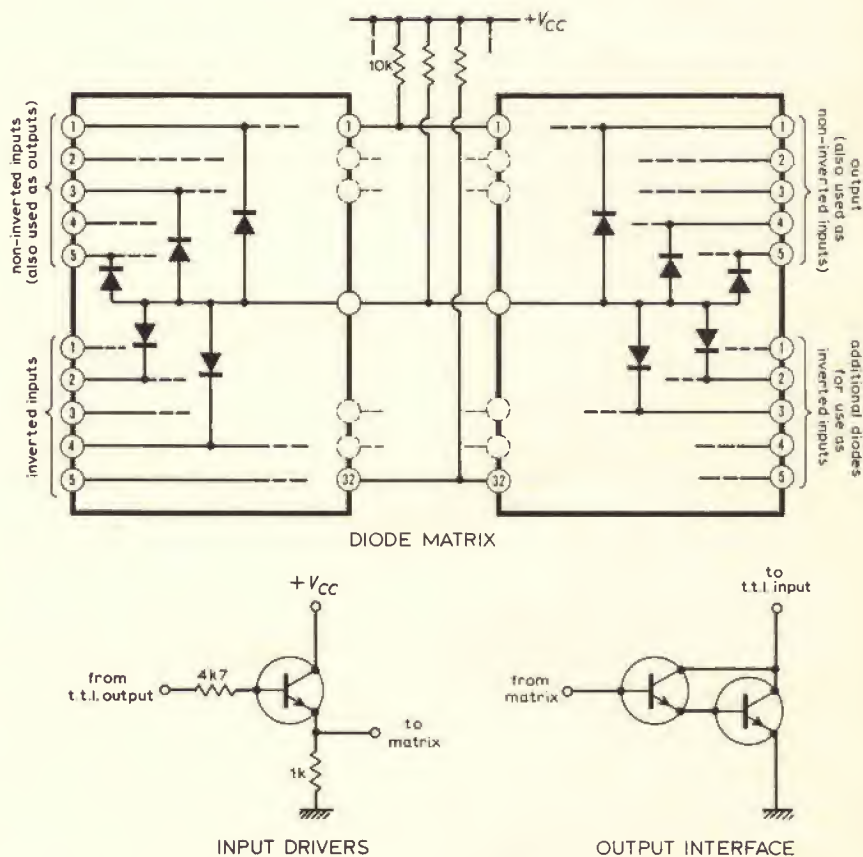 +VCC
10k
non-inverted inputs
(also used as outputs)
1
2
3
4
5
inverted inputs
1
2
3
4
5
1
32
1
32
1
2
3
4
5
output
(also used as
non-inverted
inputs)
1
2
3
4
5
additional diodes
for use as
inverted inputs
DIODE MATRIX
+VCC
from
t.t.l. output
4k7
to
matrix
1k
INPUT DRIVERS
to
t.t.l. input
from
matrix
OUTPUT INTERFACE